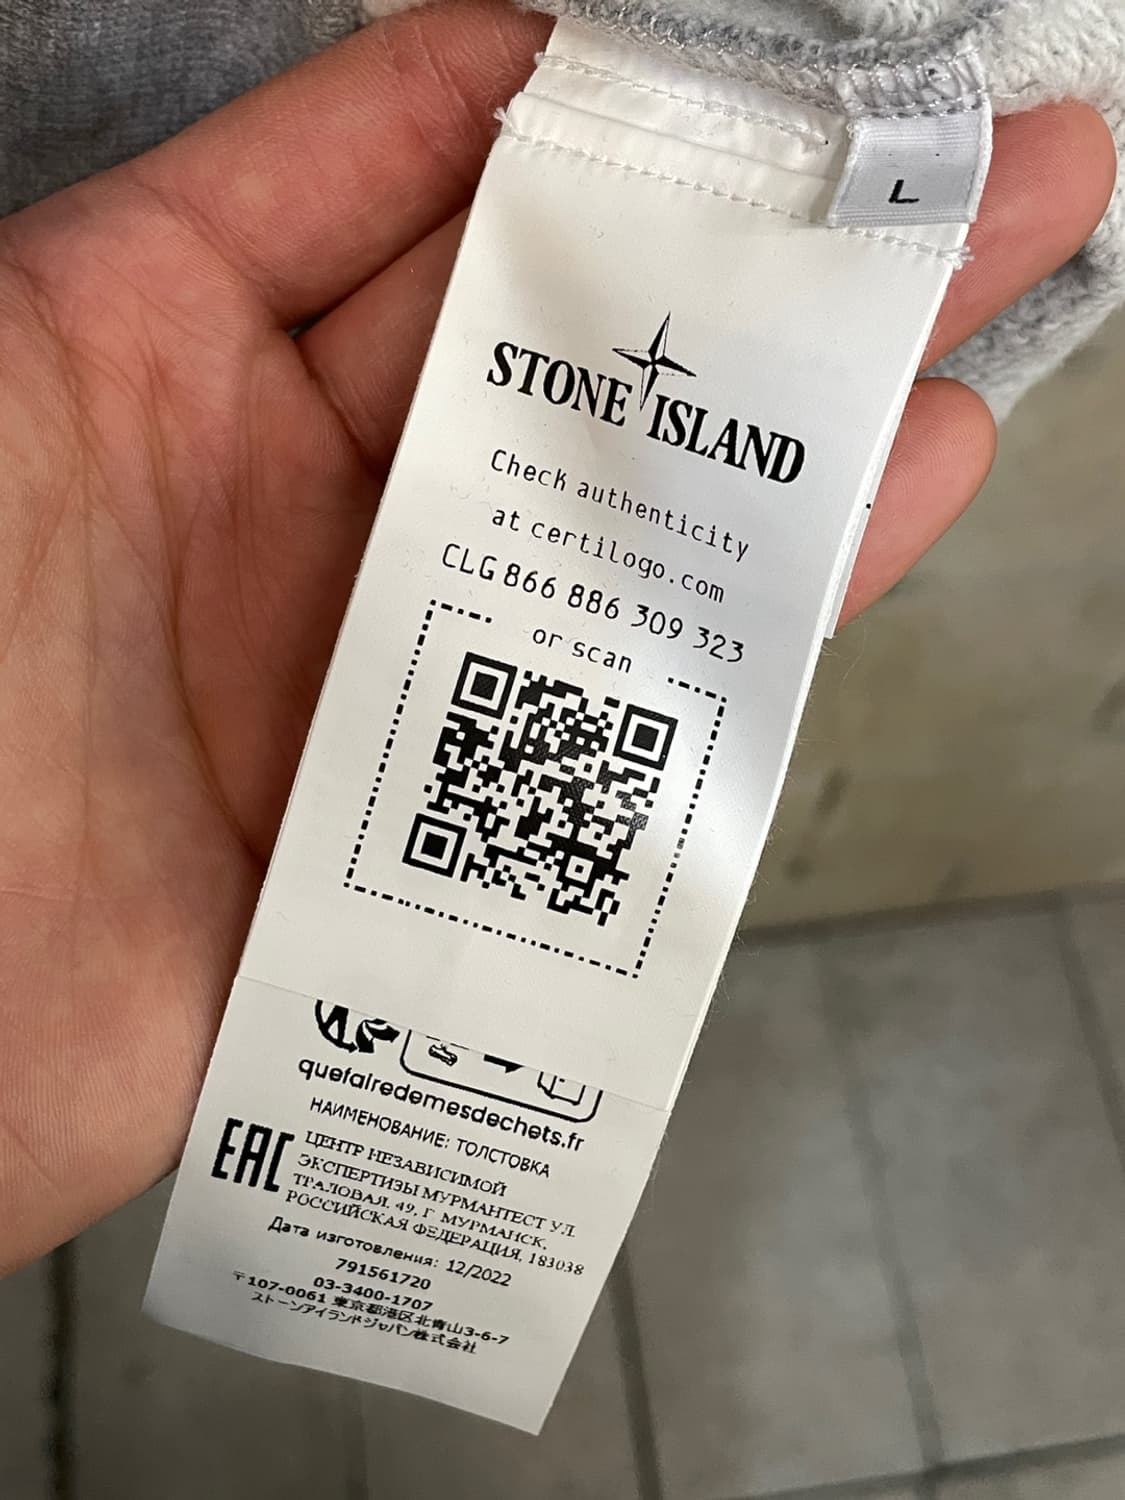 L
STONE ISLAND
Check authenticity
at certilogo.com
CLG 866 886 309 323
or scan
quefairedemesdechets.fr
НАИМЕНОВАНИЕ: ТОЛСТОВКА
EAC
ЦЕНТР НЕЗАВИСИМОЙ
ЭКСПЕРТИЗЫ МУРМАНТЕСТ УЛ.
ТРАЛОВАЯ, 49, Г МУРМАНСК,
РОССИЙСКАЯ ФЕДЕРАЦИЯ, 183038
Дата изготовления: 12/2022
791561720
03-3400-1707
〒107-0061 東京都港区北青山3-6-7
ストーンアイランドジャパン株式会社